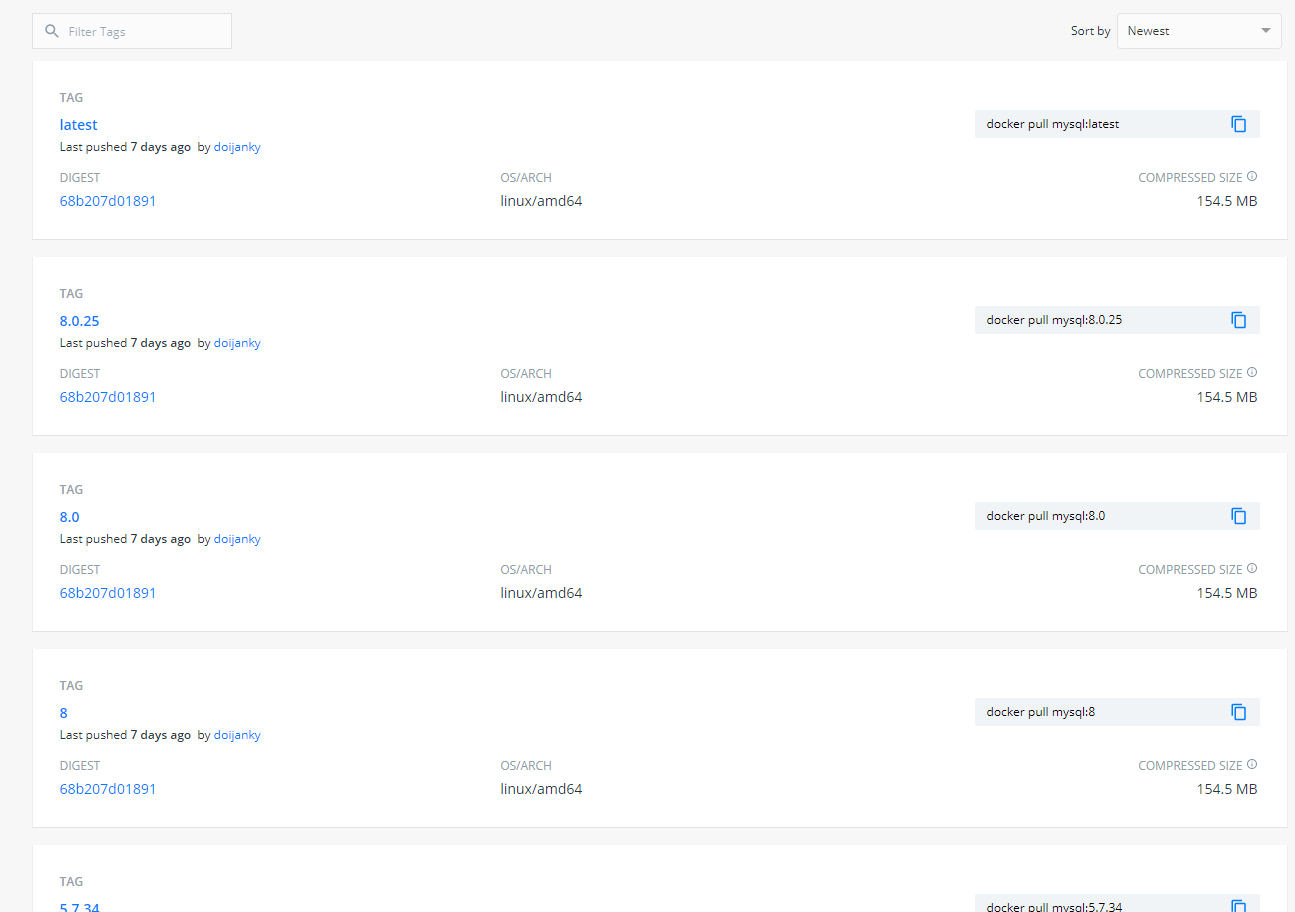 Filter Tags
Sort by Newest
TAG
latest
docker pull mysql:latest
Last pushed 7 days ago by doijanky
DIGEST OS/ARCH COMPRESSED SIZE
68b207d01891 linux/amd64 154.5 MB
TAG
8.0.25
docker pull mysql:8.0.25
Last pushed 7 days ago by doijanky
DIGEST OS/ARCH COMPRESSED SIZE
68b207d01891 linux/amd64 154.5 MB
TAG
8.0
docker pull mysql:8.0
Last pushed 7 days ago by doijanky
DIGEST OS/ARCH COMPRESSED SIZE
68b207d01891 linux/amd64 154.5 MB
TAG
8
docker pull mysql:8
Last pushed 7 days ago by doijanky
DIGEST OS/ARCH COMPRESSED SIZE
68b207d01891 linux/amd64 154.5 MB
TAG
5.7.34
docker pull mysql:5.7.34